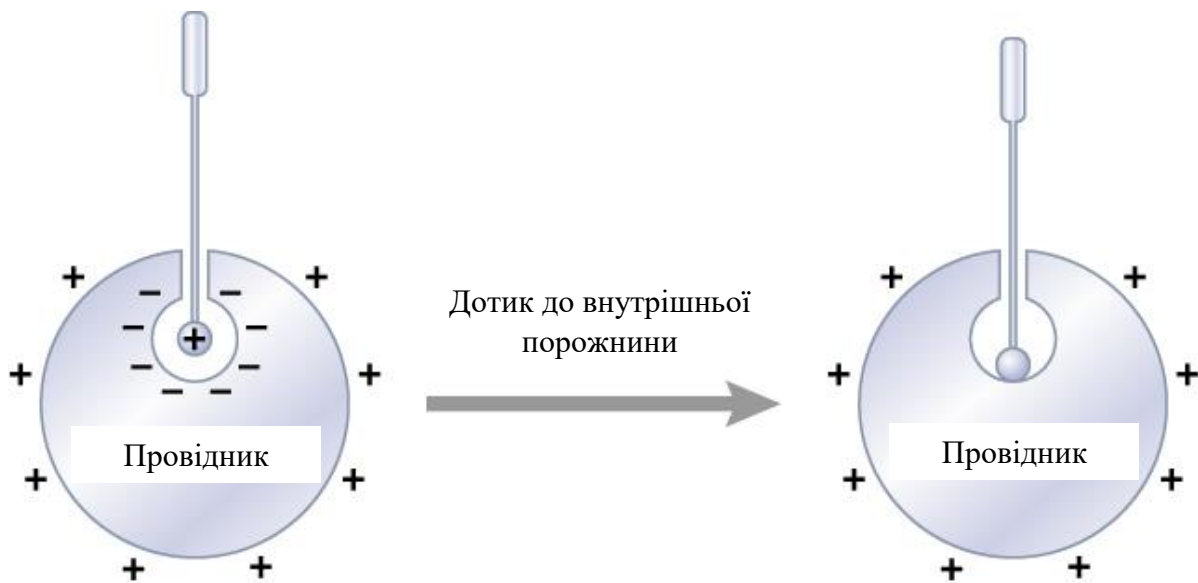 Дотик до внутрішньої
порожнини
Провідник
Провідник